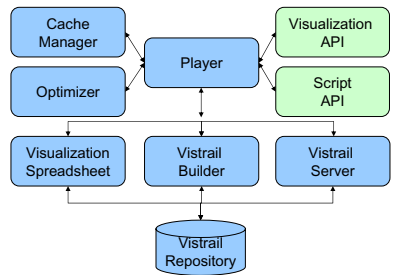 Cache
Manager
Visualization
API
Player
Optimizer
Script
API
Visualization
Spreadsheet
Vistrail
Builder
Vistrail
Server
Vistrail
Repository